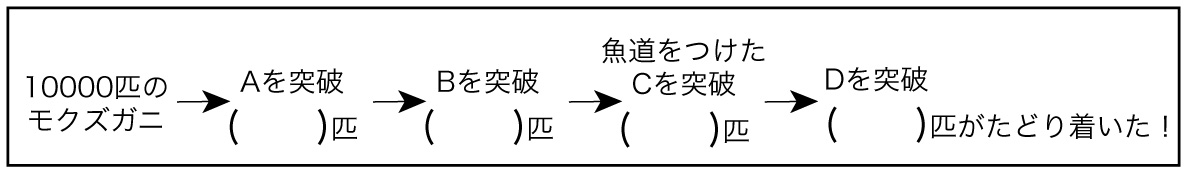 10000匹の
モクズガニ
Aを突破
(　　)匹
Bを突破
(　　)匹
魚道をつけた
Cを突破
(　　)匹
Dを突破
(　　)匹がたどり着いた！